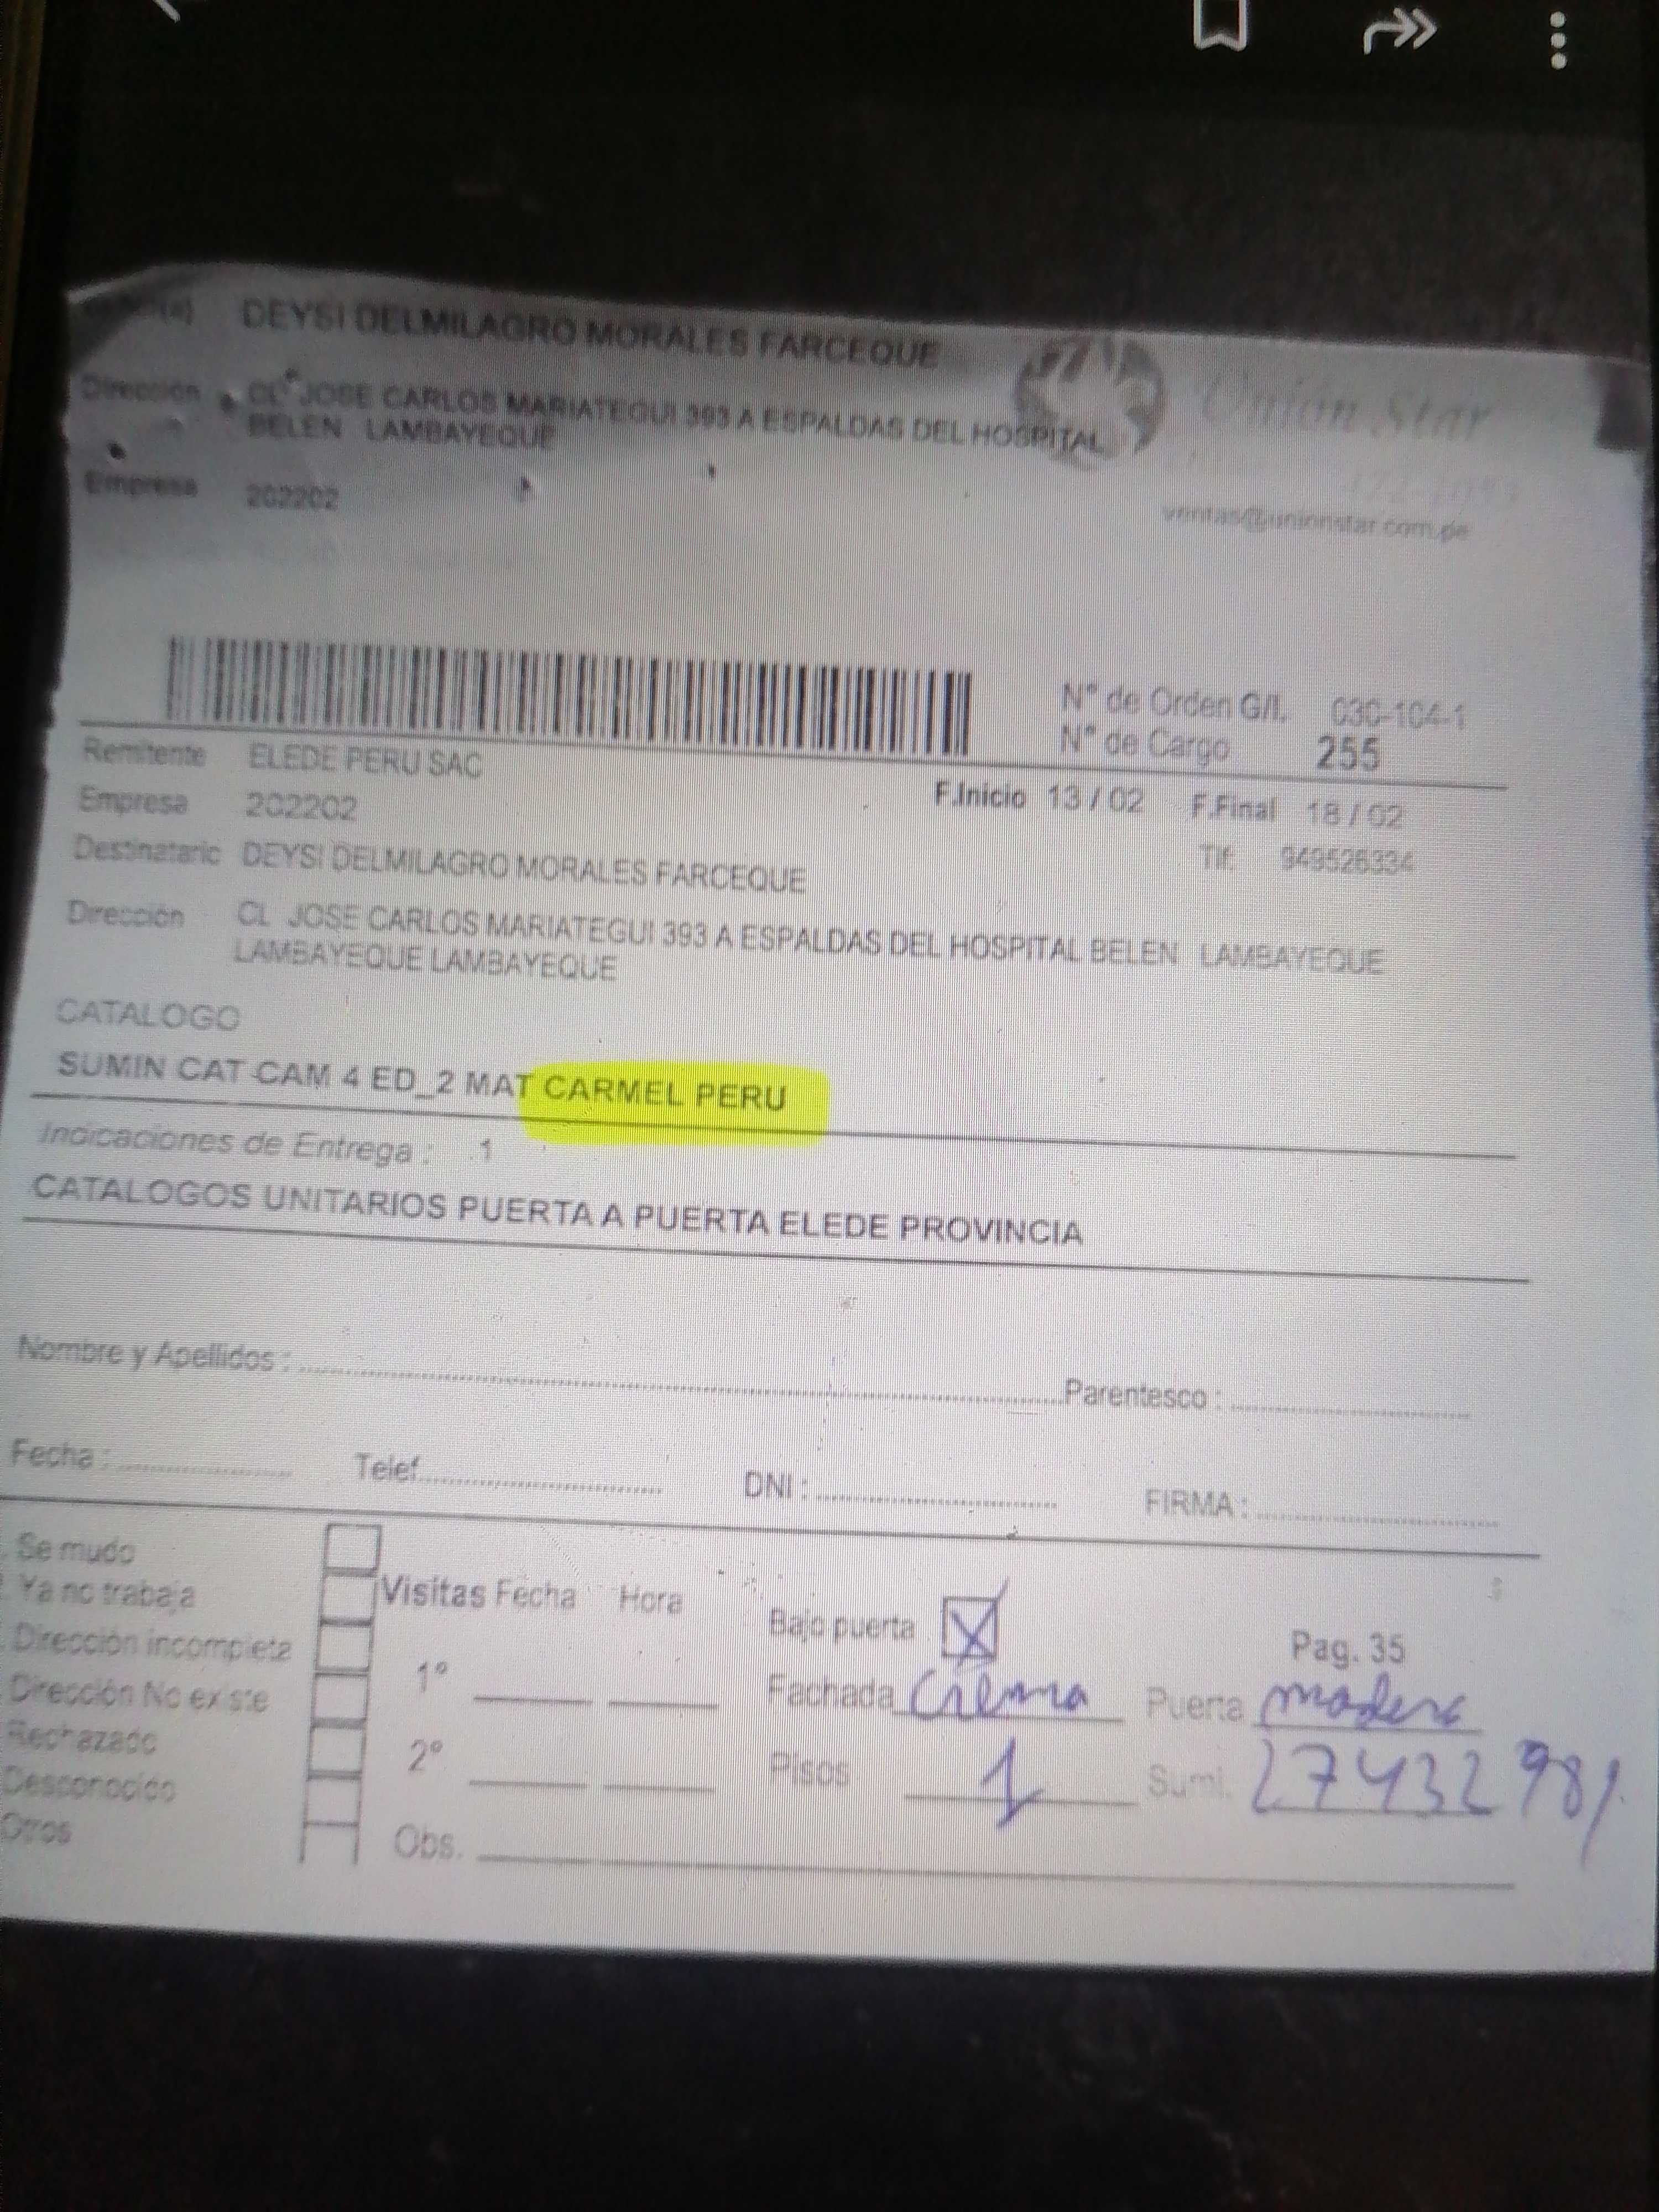 DEYSI DELMILAGRO MORALES FARCEQUE
Dirección CL JOSE CARLOS MARIATEGUI 393 A ESPALDAS DEL HOSPITAL
BELEN LAMBAYEQUE
Union Star
Empresa 202202
ventas@unionstar.com.pe
N° de Orden G/I. 030-104-1
N° de Cargo 255
Remitente ELEDE PERU SAC
Empresa 202202
F.Inicio 13 / 02 F.Final 18 / 02
Destinatario DEYSI DELMILAGRO MORALES FARCEQUE
Tlf: 949526334
Dirección CL JOSE CARLOS MARIATEGUI 393 A ESPALDAS DEL HOSPITAL BELEN LAMBAYEQUE
LAMBAYEQUE LAMBAYEQUE
CATALOGO
SUMIN CAT CAM 4 ED_2 MAT CARMEL PERU
Indicaciones de Entrega : 1
CATALOGOS UNITARIOS PUERTA A PUERTA ELEDE PROVINCIA
Nombre y Apellidos : Parentesco :
Fecha : Telef. DNI : FIRMA :
Se mudo
Ya no trabaja
Dirección incompleta
Dirección No existe
Rechazado
Desconocido
Otros
Visitas Fecha Hora
1°
2°
Obs.
Bajo puerta X Pag. 35
Fachada Crema Puerta madera
Pisos 1 Sumi. 27432981